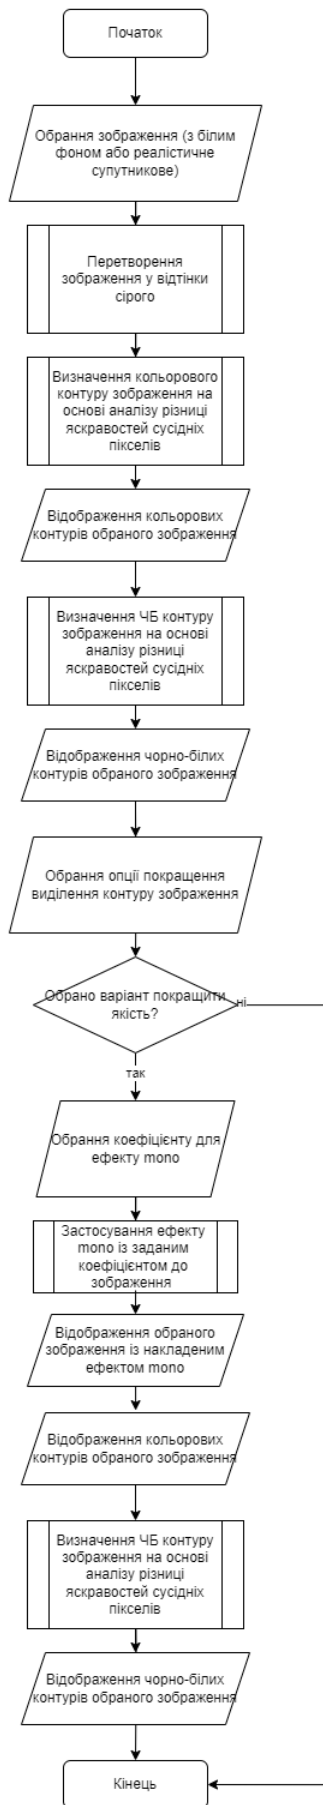 Початок
Обрання зображення (з білим
фоном або реалістичне
супутникове)
Перетворення
зображення у відтінки
сірого
Визначення кольорового
контуру зображення на
основі аналізу різниці
яскравостей сусідніх
пікселів
Відображення кольорових
контурів обраного зображення
Визначення ЧБ контуру
зображення на основі
аналізу різниці
яскравостей сусідніх
пікселів
Відображення чорно-білих
контурів обраного зображення
Обрання опції покращення
виділення контуру зображення
Обрано варіант покращити
якість?
ні
так
Обрання коефіцієнту для
ефекту mono
Застосування ефекту
mono із заданим
коефіцієнтом до
зображення
Відображення обраного
зображення із накладеним
ефектом mono
Відображення кольорових
контурів обраного зображення
Визначення ЧБ контуру
зображення на основі
аналізу різниці
яскравостей сусідніх
пікселів
Відображення чорно-білих
контурів обраного зображення
Кінець